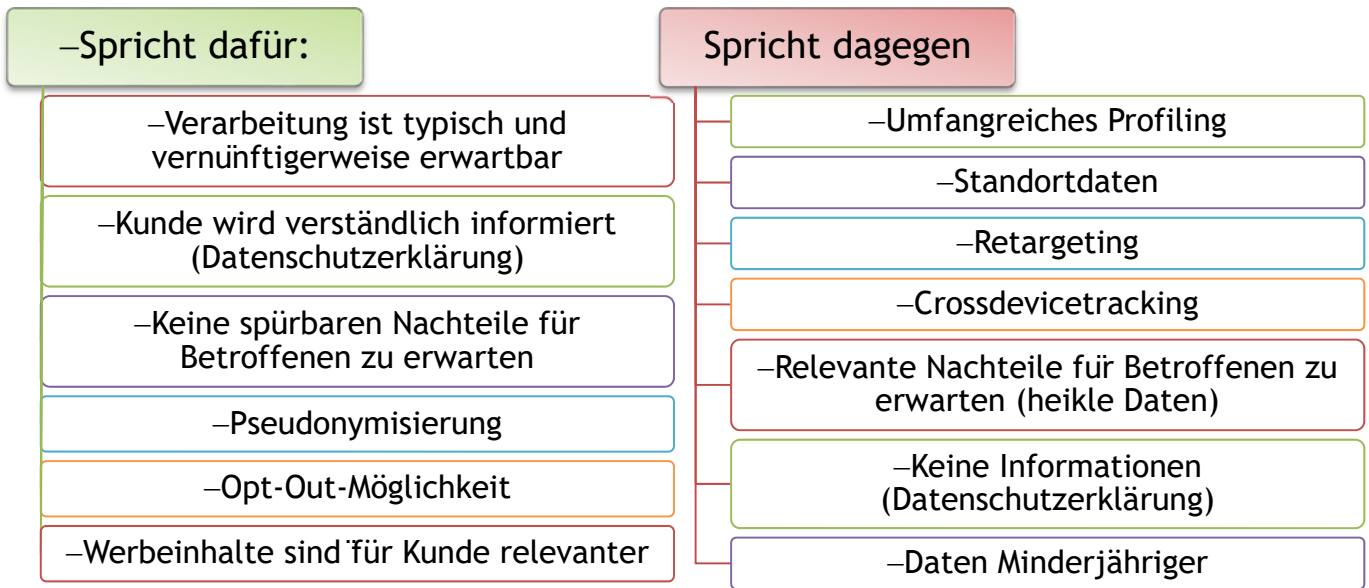 –Spricht dafür:
–Verarbeitung ist typisch und
vernünftigerweise erwartbar
–Kunde wird verständlich informiert
(Datenschutzerklärung)
–Keine spürbaren Nachteile für
Betroffenen zu erwarten
–Pseudonymisierung
–Opt-Out-Möglichkeit
–Werbeinhalte sind für Kunde relevanter
Spricht dagegen
–Umfangreiches Profiling
–Standortdaten
–Retargeting
–Crossdevicetracking
–Relevante Nachteile für Betroffenen zu
erwarten (heikle Daten)
–Keine Informationen
(Datenschutzerklärung)
–Daten Minderjähriger